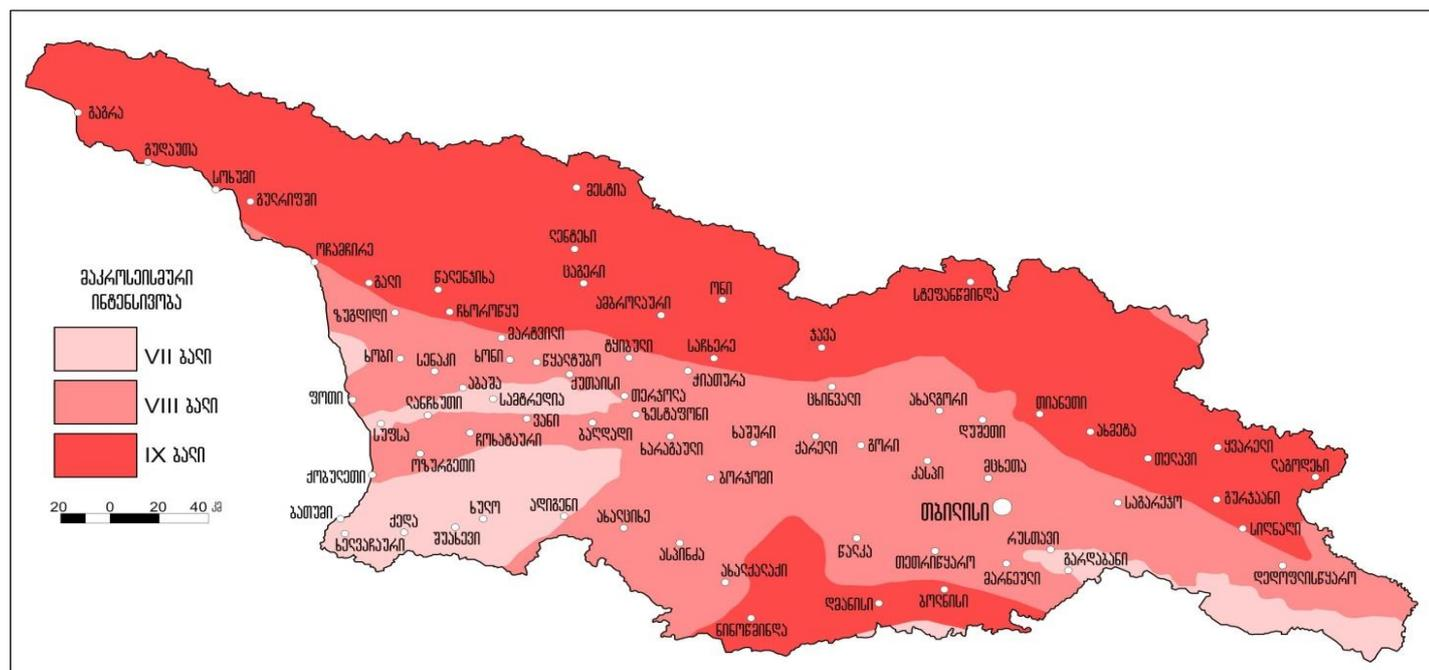 გაგრა
გუდაუთა
სოხუმი
გულრიფში
მესტია
ოჩამჩირე
ლენტეხი
მაკროსეისმური
ინტენსივობა
გალი
წალენჯიხა
ცაგერი
ონი
სტეფანწმინდა
ზუგდიდი
ჩხოროწყუ
ამბროლაური
VII ბალი
მარტვილი
ჯავა
ხობი
სენაკი
ხონი
წყალტუბო
ტყიბული
საჩხერე
VIII ბალი
აბაშა
ქუთაისი
ჭიათურა
ფოთი
ლანჩხუთი
სამტრედია
თერჯოლა
ცხინვალი
ახალგორი
თიანეთი
სუფსა
ვანი
ზესტაფონი
დუშეთი
IX ბალი
ჩოხატაური
ბაღდადი
ხარაგაული
ხაშური
ქარელი
გორი
ახმეტა
ყვარელი
ოზურგეთი
კასპი
თელავი
ლაგოდეხი
ქობულეთი
ბორჯომი
მცხეთა
20 0 20 40 კმ
ბათუმი
ქედა
ხულო
ადიგენი
ახალციხე
თბილისი
საგარეჯო
გურჯაანი
ხელვაჩაური
შუახევი
ასპინძა
წალკა
თეთრიწყარო
რუსთავი
სიღნაღი
მარნეული
გარდაბანი
დედოფლისწყარო
ახალქალაქი
დმანისი
ბოლნისი
ნინოწმინდა